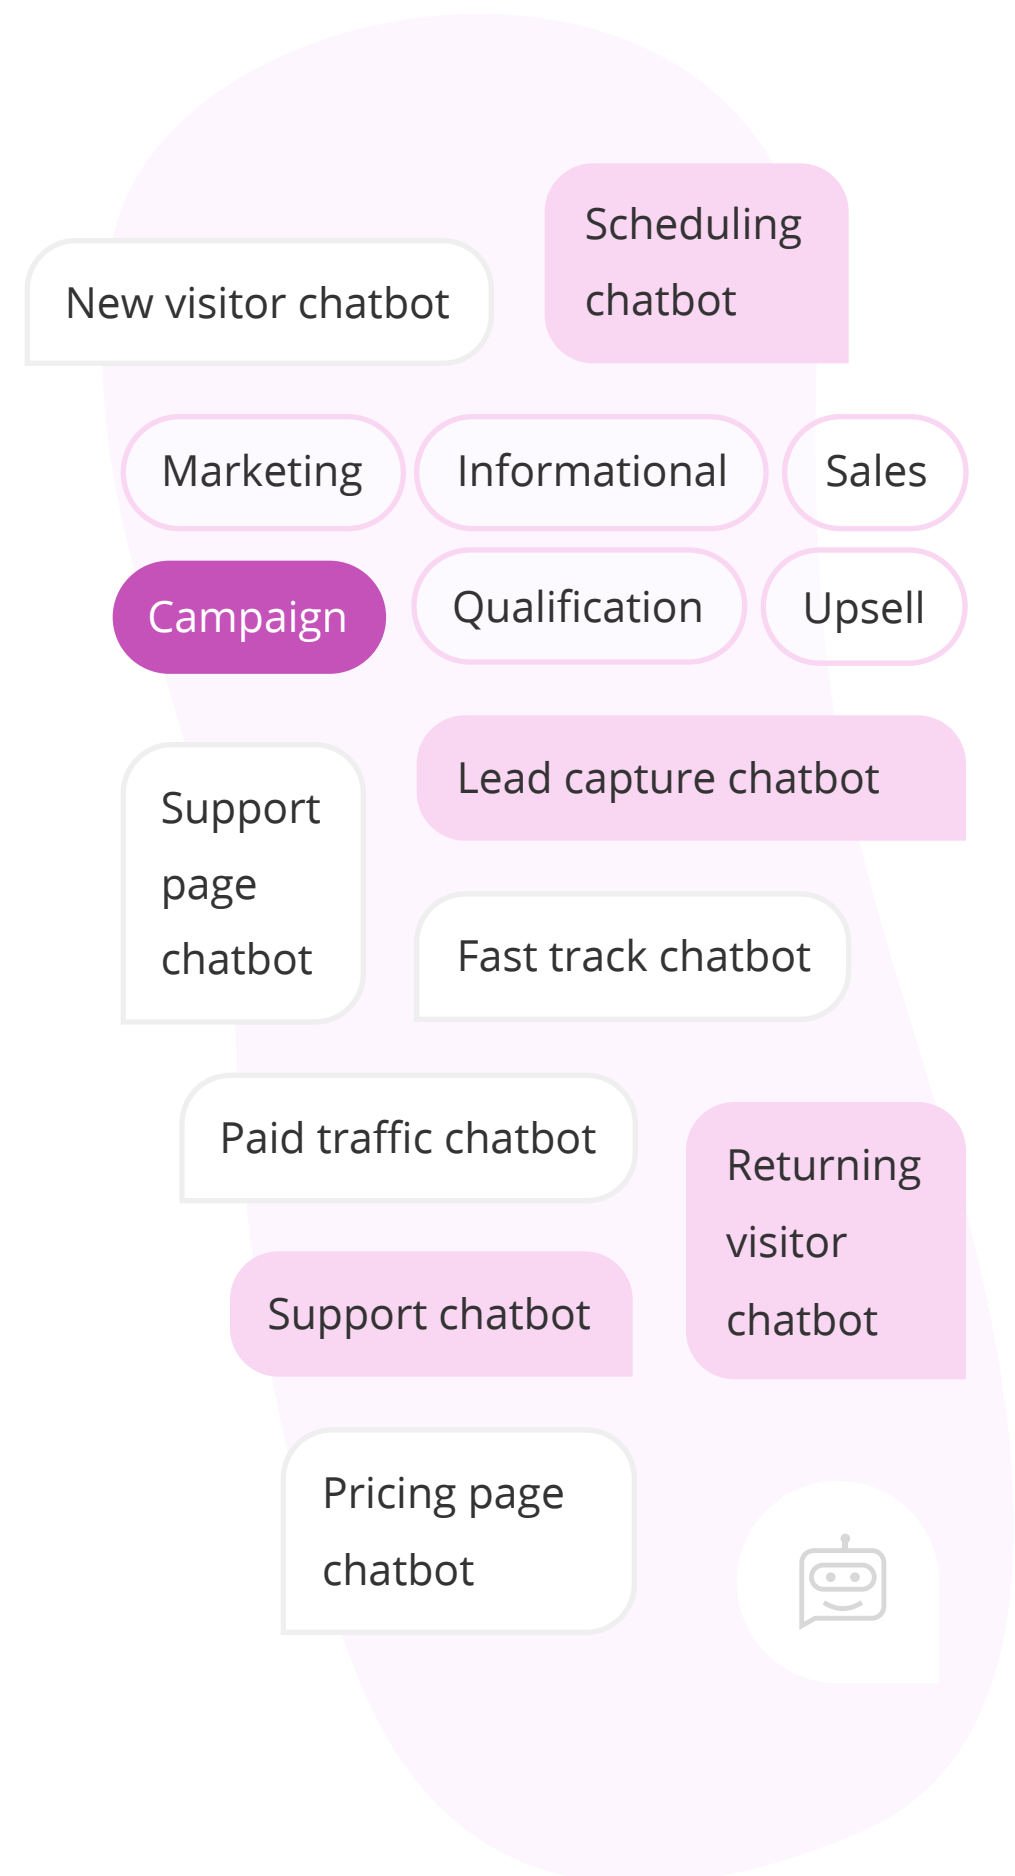 Scheduling
chatbot
New visitor chatbot
Marketing
Informational
Sales
Campaign
Qualification
Upsell
Lead capture chatbot
Support
page
chatbot
Fast track chatbot
Paid traffic chatbot
Returning
visitor
chatbot
Support chatbot
Pricing page
chatbot